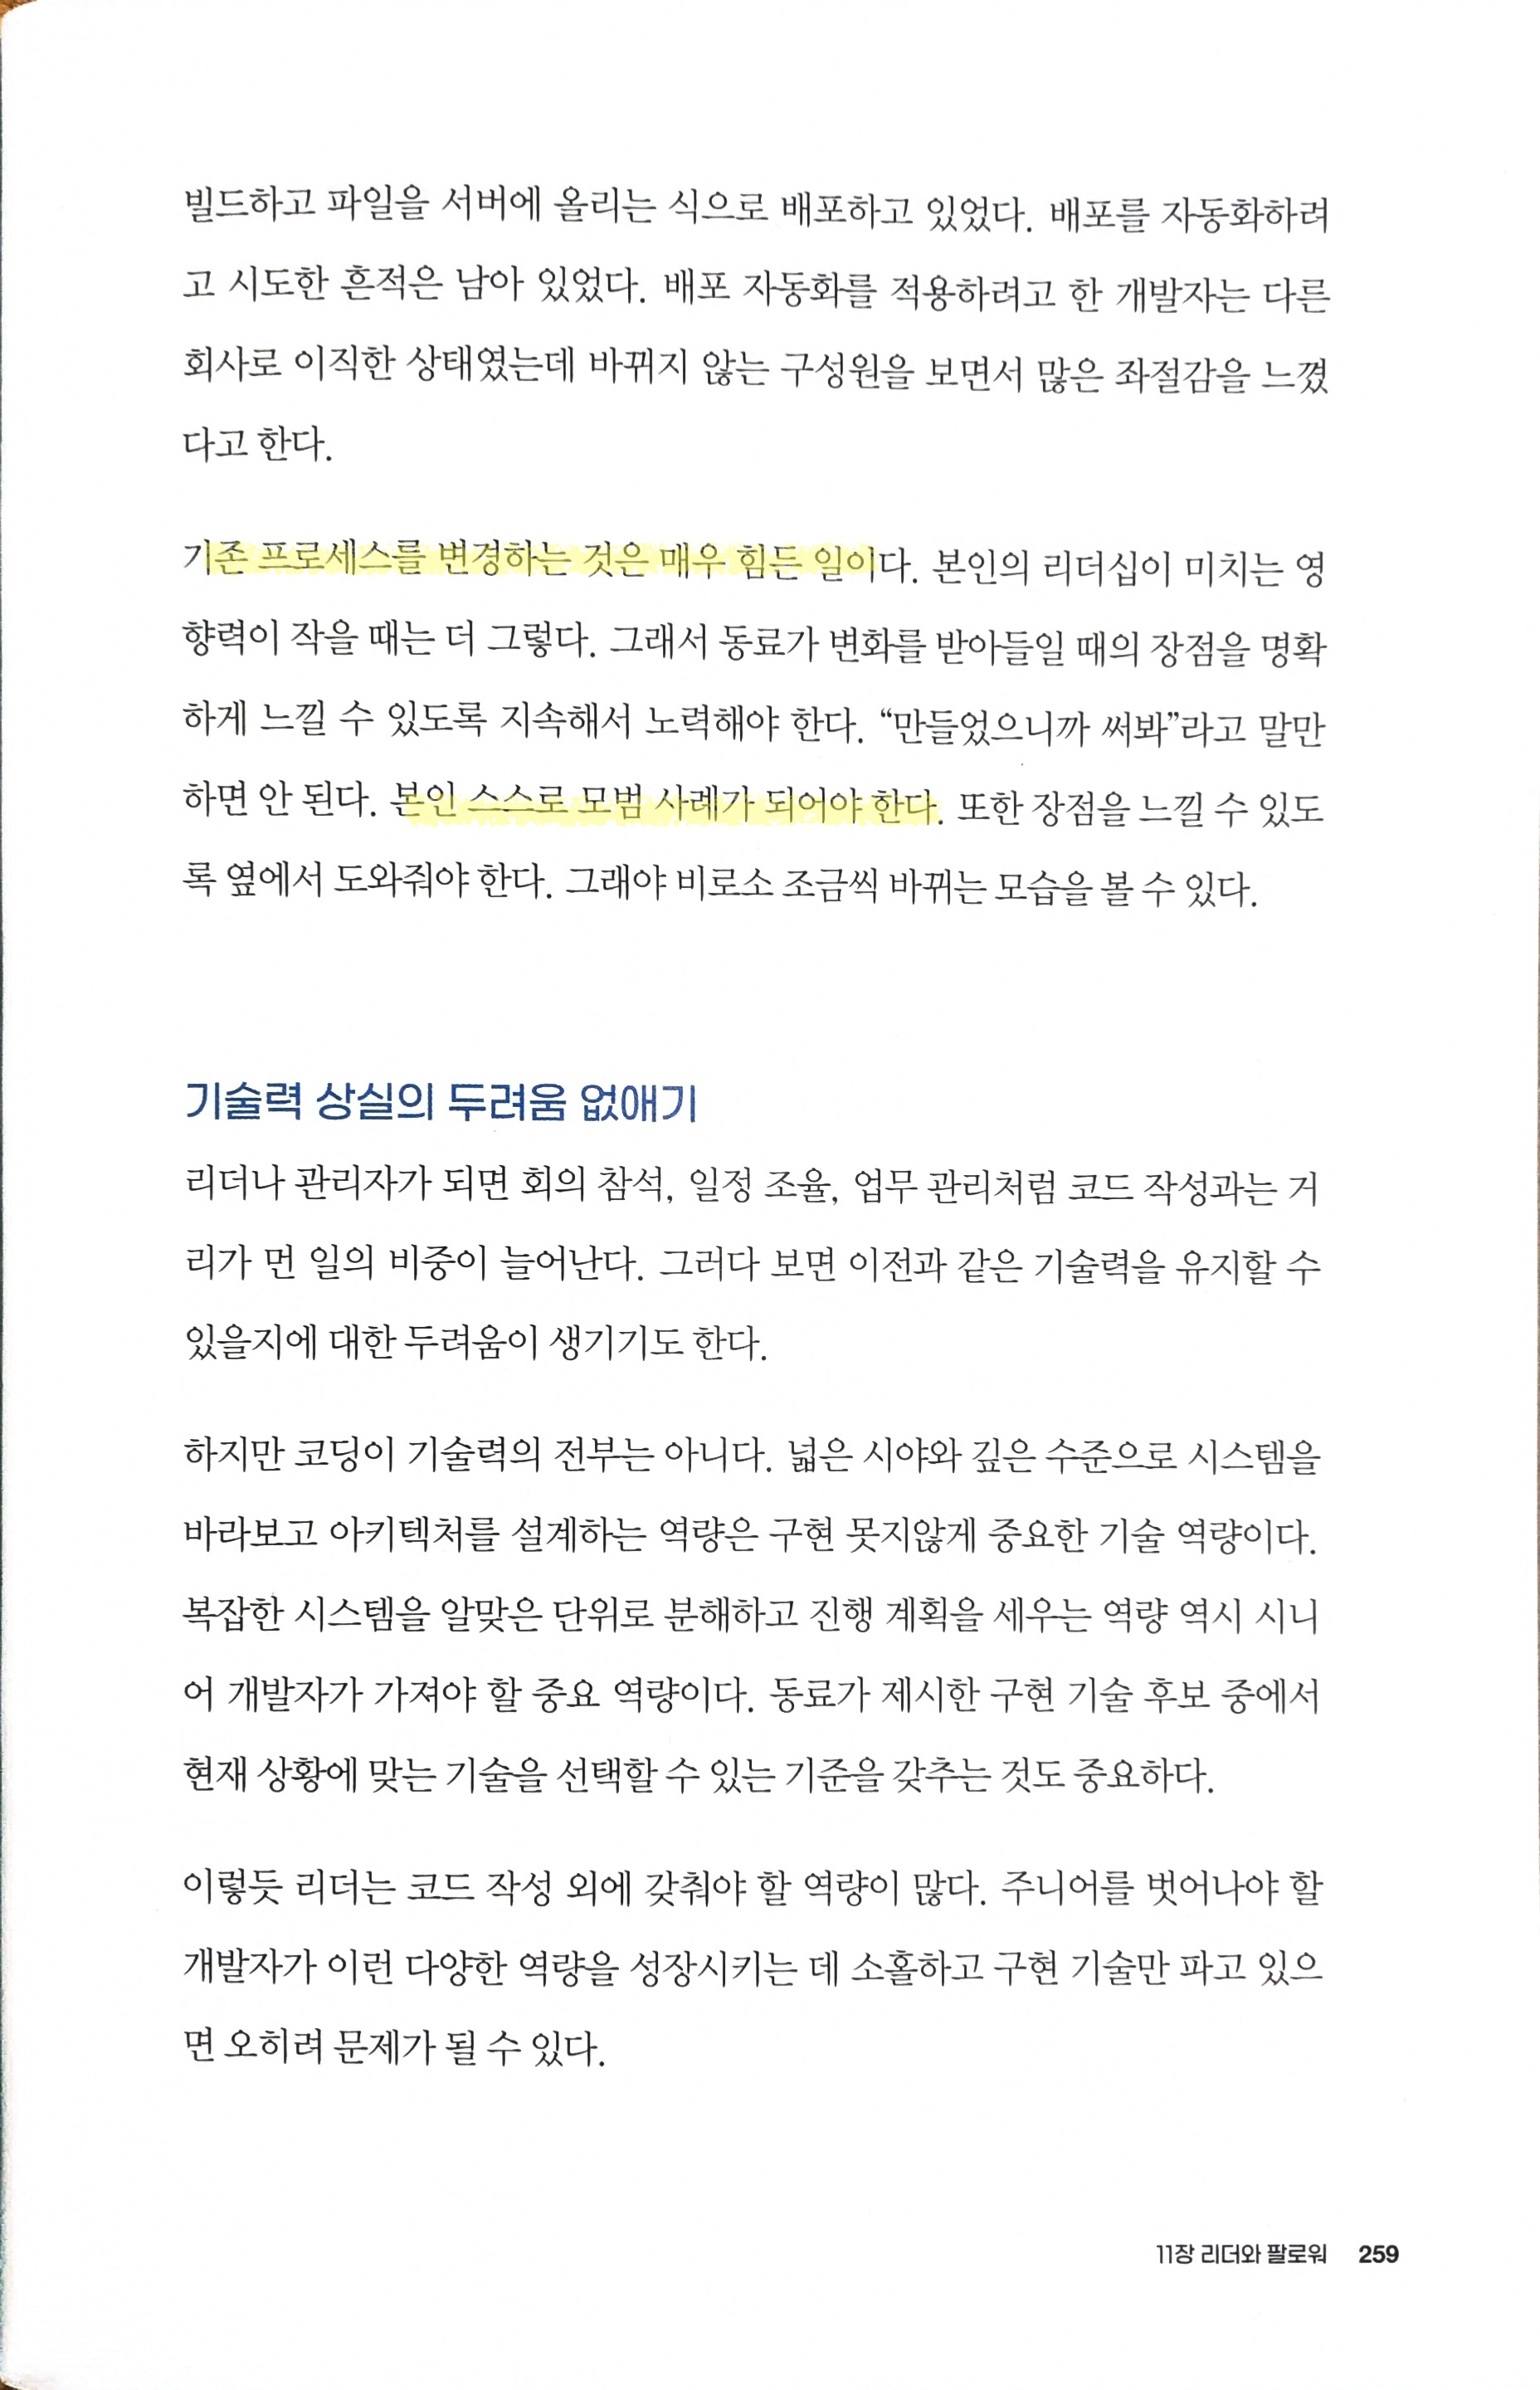 빌드하고 파일을 서버에 올리는 식으로 배포하고 있었다. 배포를 자동화하려
고 시도한 흔적은 남아 있었다. 배포 자동화를 적용하려고 한 개발자는 다른
회사로 이직한 상태였는데 바뀌지 않는 구성원을 보면서 많은 좌절감을 느꼈
다고 한다.
기존 프로세스를 변경하는 것은 매우 힘든 일이다. 본인의 리더십이 미치는 영
향력이 작을 때는 더 그렇다. 그래서 동료가 변화를 받아들일 때의 장점을 명확
하게 느낄 수 있도록 지속해서 노력해야 한다. “만들었으니까 써봐”라고 말만
하면 안 된다. 본인 스스로 모범 사례가 되어야 한다. 또한 장점을 느낄 수 있도
록 옆에서 도와줘야 한다. 그래야 비로소 조금씩 바뀌는 모습을 볼 수 있다.
기술력 상실의 두려움 없애기
리더나 관리자가 되면 회의 참석, 일정 조율, 업무 관리처럼 코드 작성과는 거
리가 먼 일의 비중이 늘어난다. 그러다 보면 이전과 같은 기술력을 유지할 수
있을지에 대한 두려움이 생기기도 한다.
하지만 코딩이 기술력의 전부는 아니다. 넓은 시야와 깊은 수준으로 시스템을
바라보고 아키텍처를 설계하는 역량은 구현 못지않게 중요한 기술 역량이다.
복잡한 시스템을 알맞은 단위로 분해하고 진행 계획을 세우는 역량 역시 시니
어 개발자가 가져야 할 중요 역량이다. 동료가 제시한 구현 기술 후보 중에서
현재 상황에 맞는 기술을 선택할 수 있는 기준을 갖추는 것도 중요하다.
이렇듯 리더는 코드 작성 외에 갖춰야 할 역량이 많다. 주니어를 벗어나야 할
개발자가 이런 다양한 역량을 성장시키는 데 소홀하고 구현 기술만 파고 있으
면 오히려 문제가 될 수 있다.
11장 리더와 팔로워 259